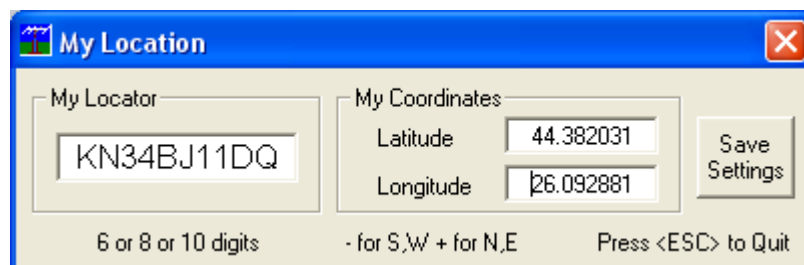 My Location
My Locator
KN34BJ11DQ
My Coordinates
Latitude 44.382031
Longitude 26.092881
Save
Settings
6 or 8 or 10 digits - for S,W + for N,E Press <ESC> to Quit